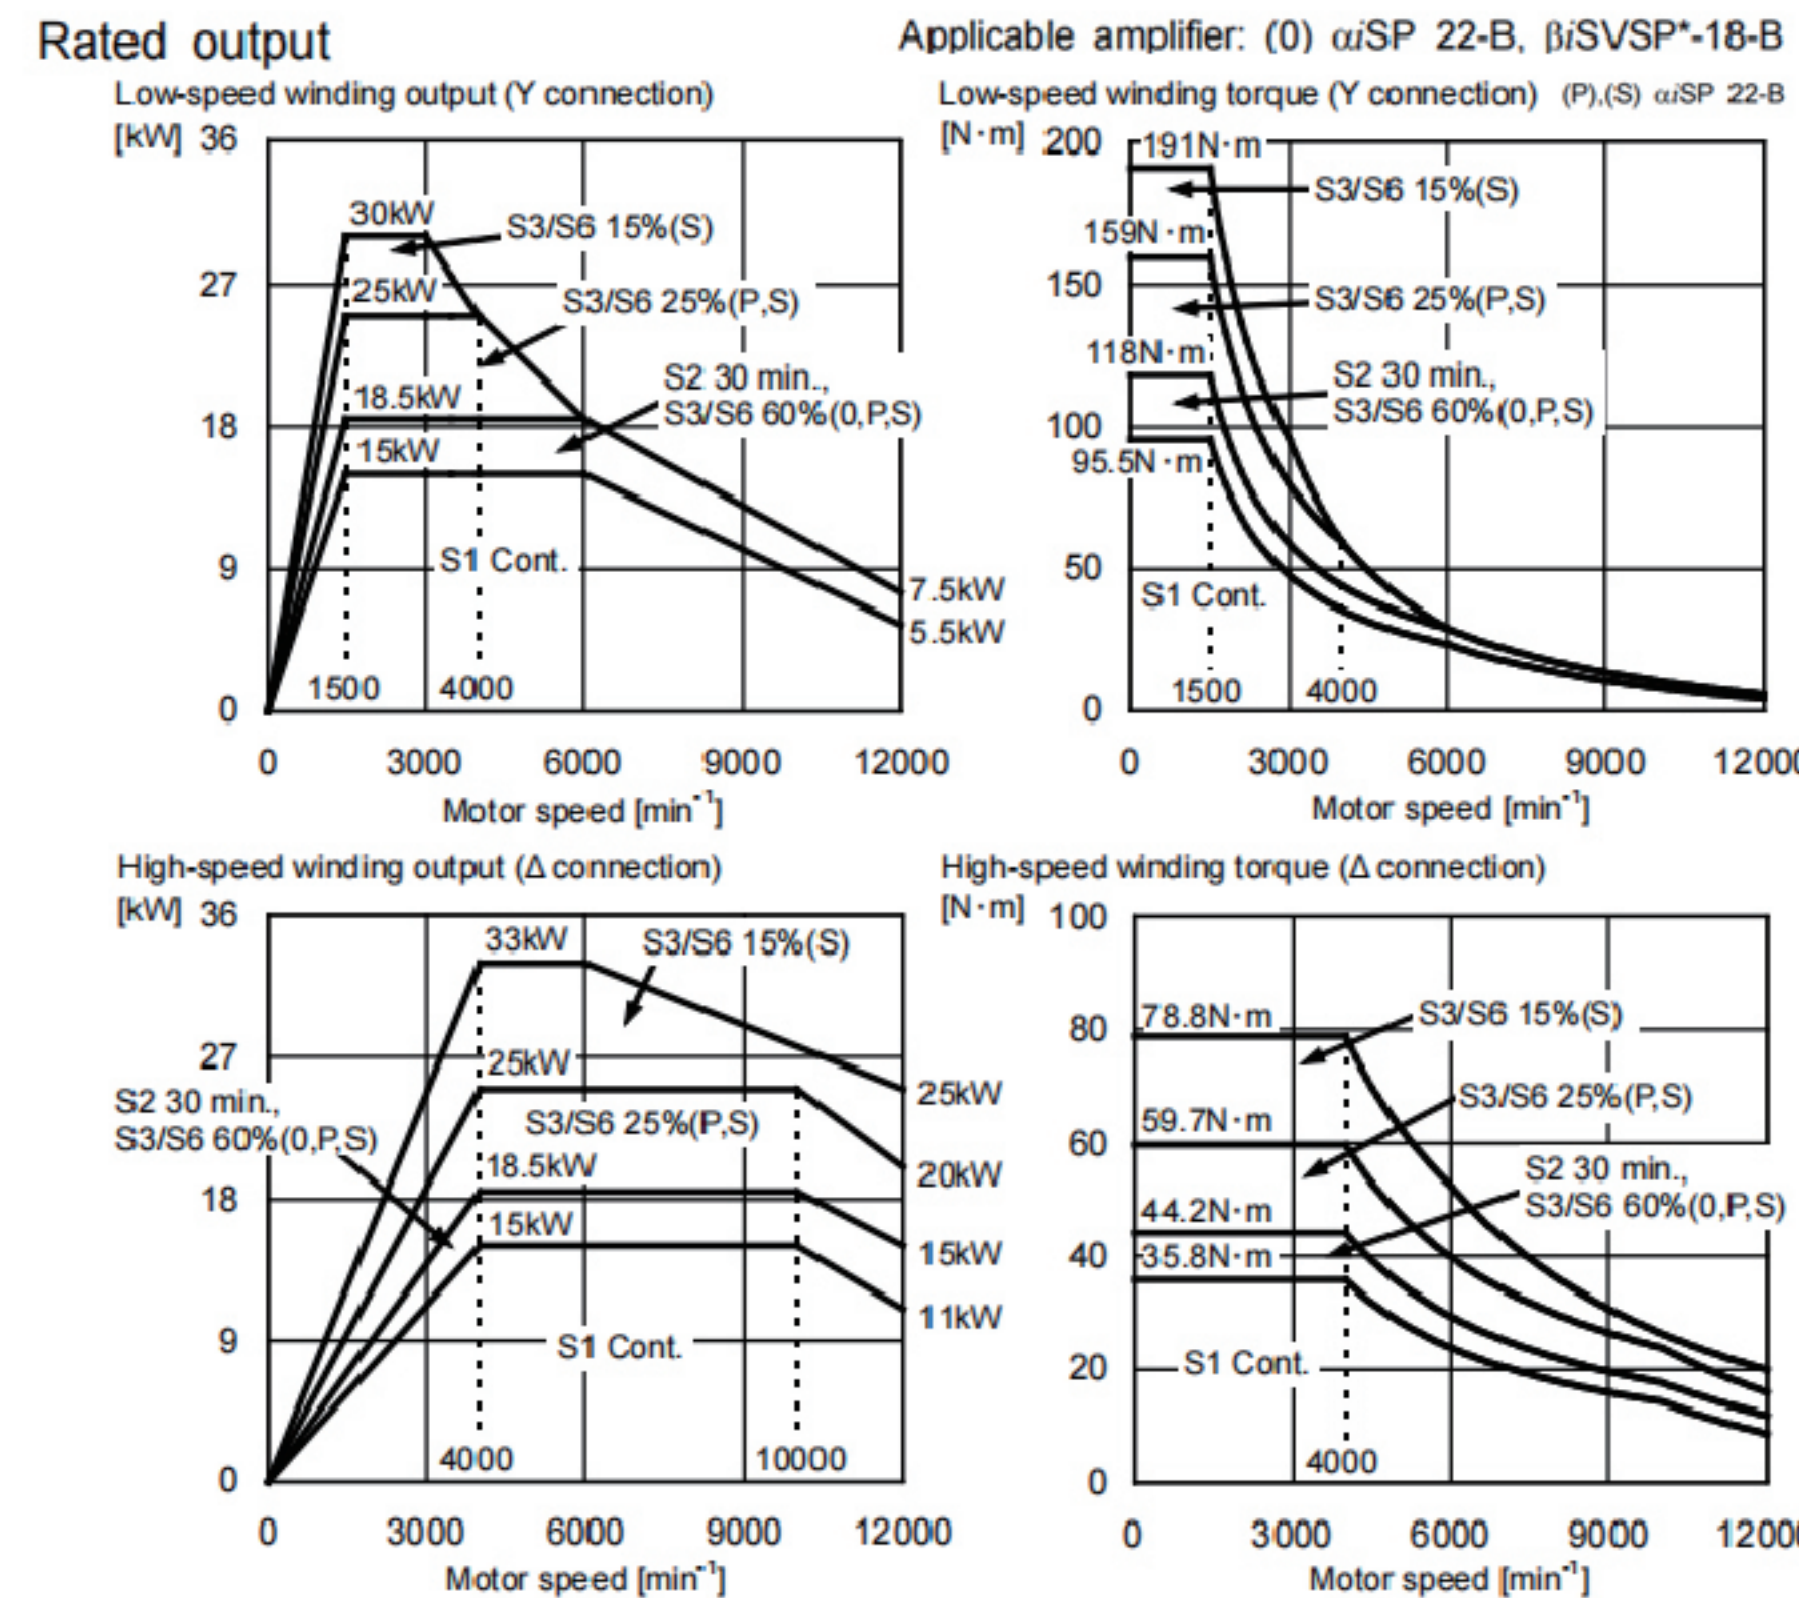 Rated output
Applicable amplifier: (0) αiSP 22-B, βiSVSP*-18-B
Low-speed winding output (Y connection)
[kW] 36
30kW
S3/S6 15%(S)
27
25kW
S3/S6 25%(P,S)
S2 30 min.,
S3/S6 60%(0,P,S)
18.5kW
18
15kW
S1 Cont.
9
7.5kW
5.5kW
1500 4000
0
0 3000 6000 9000 12000
Motor speed [min⁻¹]
Low-speed winding torque (Y connection) (P),(S) αiSP 22-B
[N·m] 200
191N·m
S3/S6 15%(S)
159N·m
150
S3/S6 25%(P,S)
118N·m
S2 30 min.,
S3/S6 60%(0,P,S)
100
95.5N·m
50
S1 Cont.
1500 4000
0
0 3000 6000 9000 1200
Motor speed [min⁻¹]
High-speed winding output (Δ connection)
[kW] 36
33kW
S3/S6 15%(S)
27
25kW
25kW
S2 30 min.,
S3/S6 60%(0,P,S)
S3/S6 25%(P,S)
18.5kW
20kW
18
15kW
15kW
11kW
9
S1 Cont.
4000 10000
0
0 3000 6000 9000 12000
Motor speed [min⁻¹]
High-speed winding torque (Δ connection)
[N·m] 100
78.8N·m
S3/S6 15%(S)
80
S3/S6 25%(P,S)
59.7N·m
60
S2 30 min.,
S3/S6 60%(0,P,S)
44.2N·m
40
35.8N·m
20
S1 Cont.
4000
0
0 3000 6000 9000 1200
Motor speed [min⁻¹]